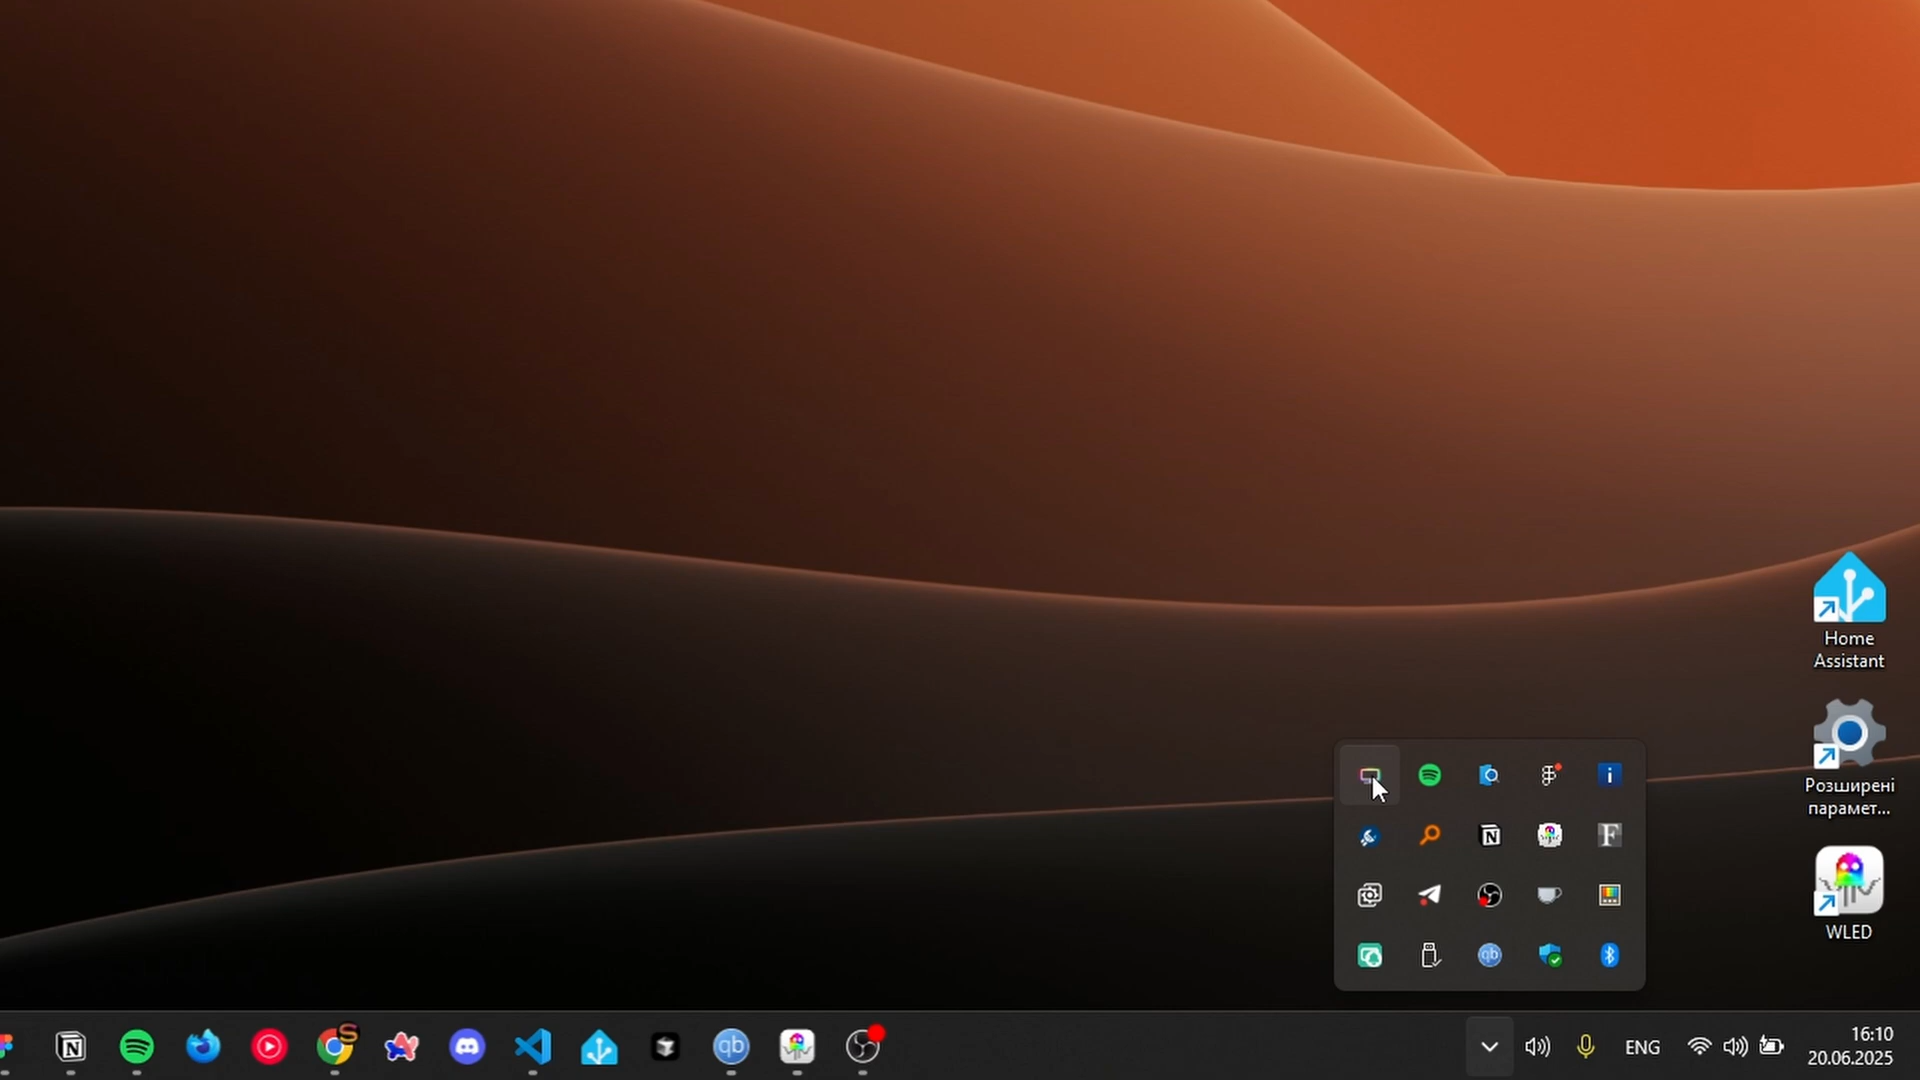 Home
Assistant
Розширені
парамет...
WLED
ENG
16:10
20.06.2025